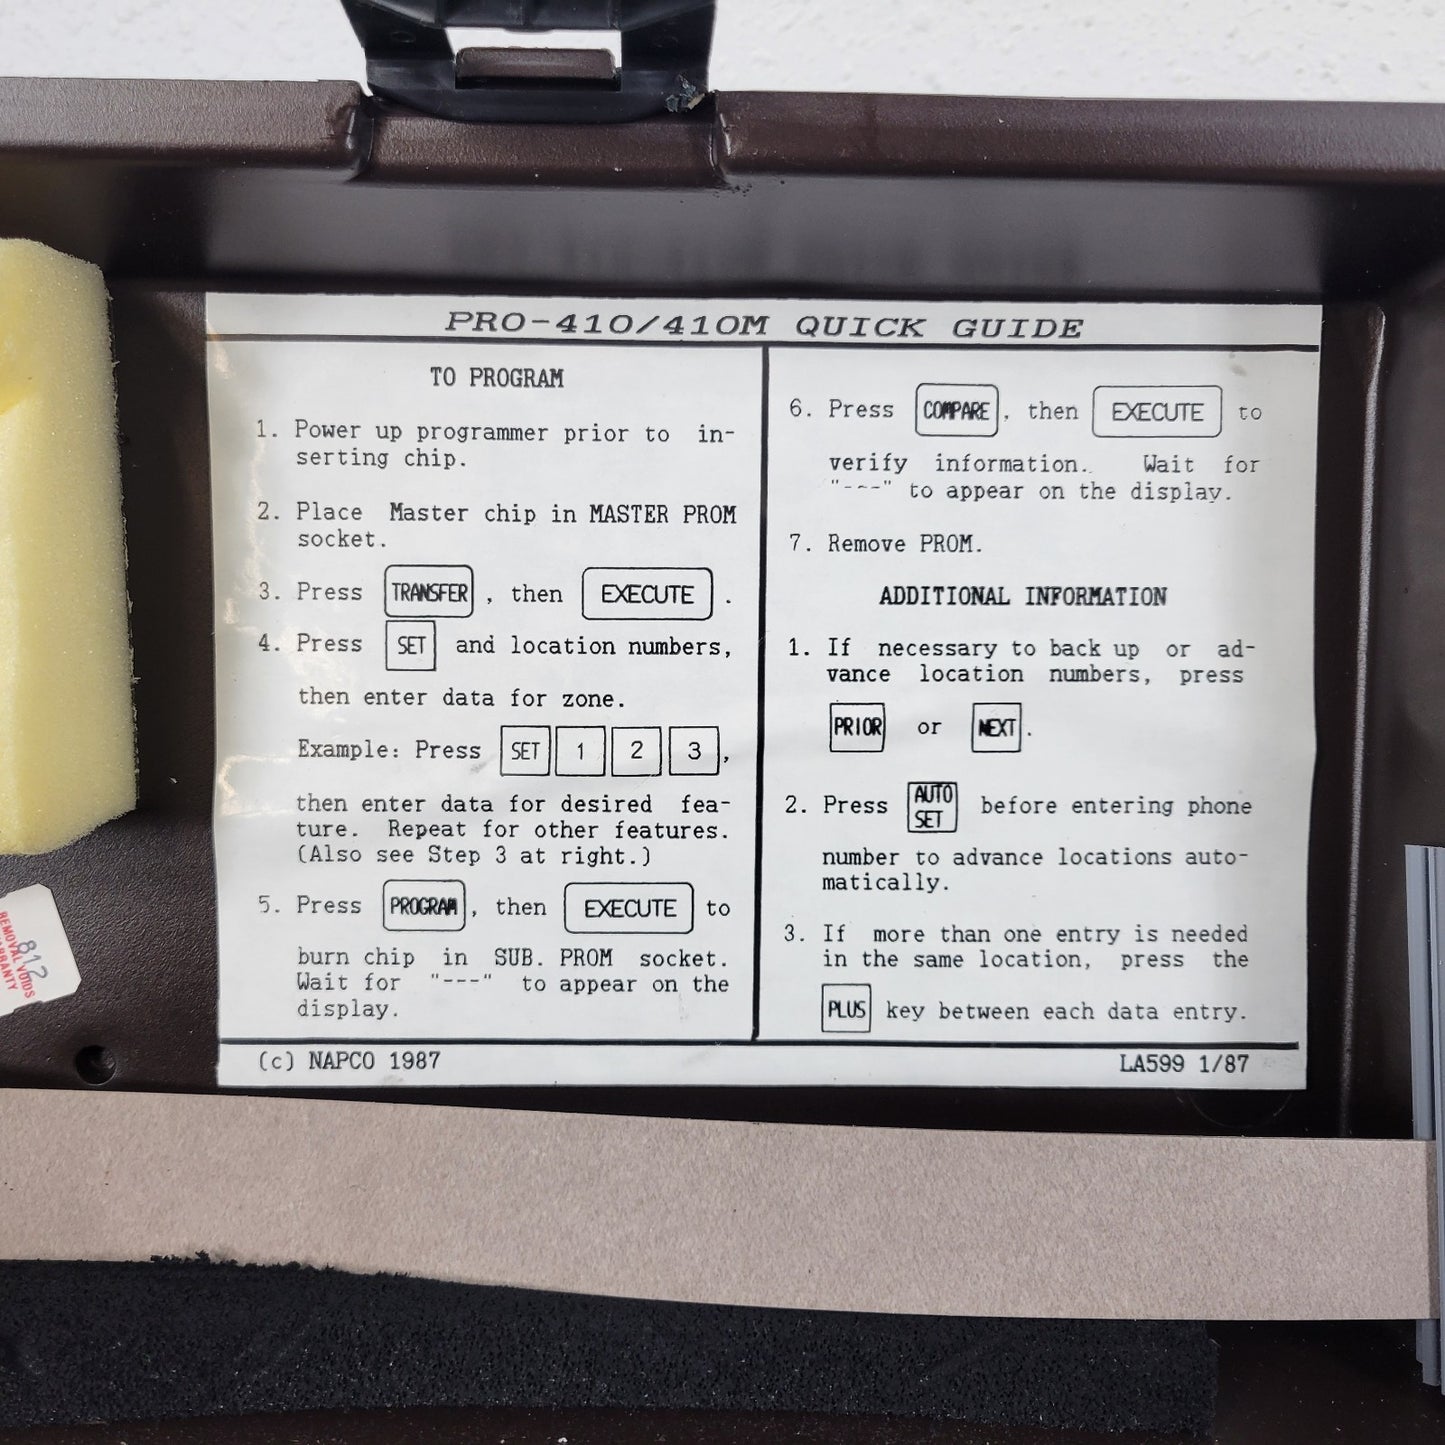 PRO-410/410M QUICK GUIDE
TO PROGRAM
1. Power up programmer prior to in-
serting chip.
2. Place Master chip in MASTER PROM
socket.
3. Press TRANSFER, then EXECUTE.
4. Press SET and location numbers,
then enter data for zone.
Example: Press SET 1 2 3,
then enter data for desired fea-
ture. Repeat for other features.
(Also see Step 3 at right.)
5. Press PROGRAM, then EXECUTE to
burn chip in SUB. PROM socket.
Wait for "---" to appear on the
display.
6. Press COMPARE, then EXECUTE to
verify information. Wait for
"---" to appear on the display.
7. Remove PROM.
ADDITIONAL INFORMATION
1. If necessary to back up or ad-
vance location numbers, press
PRIOR or NEXT.
2. Press AUTO SET before entering phone
number to advance locations auto-
matically.
3. If more than one entry is needed
in the same location, press the
PLUS key between each data entry.
(c) NAPCO 1987
LA599 1/87
812
REMOVAL VOIDS